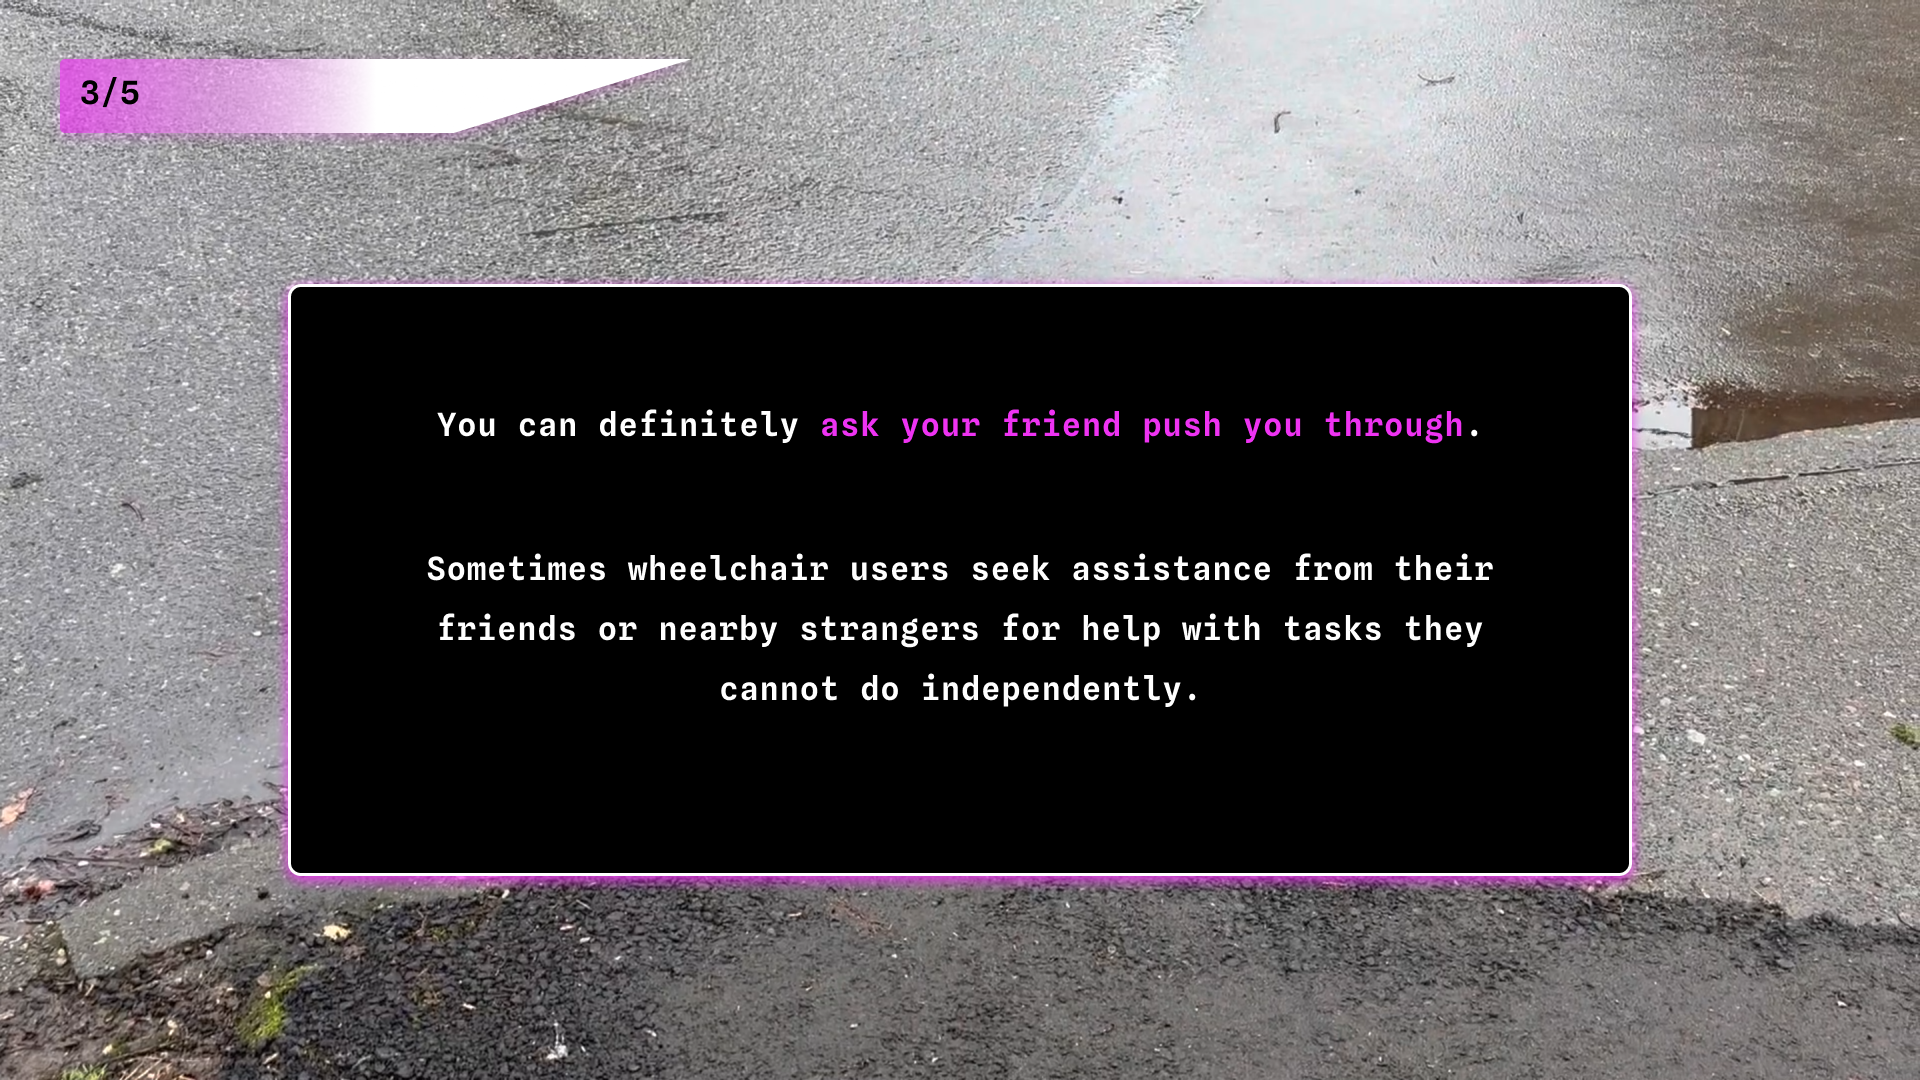 3/5
You can definitely ask your friend push you through.
Sometimes wheelchair users seek assistance from their
friends or nearby strangers for help with tasks they
cannot do independently.